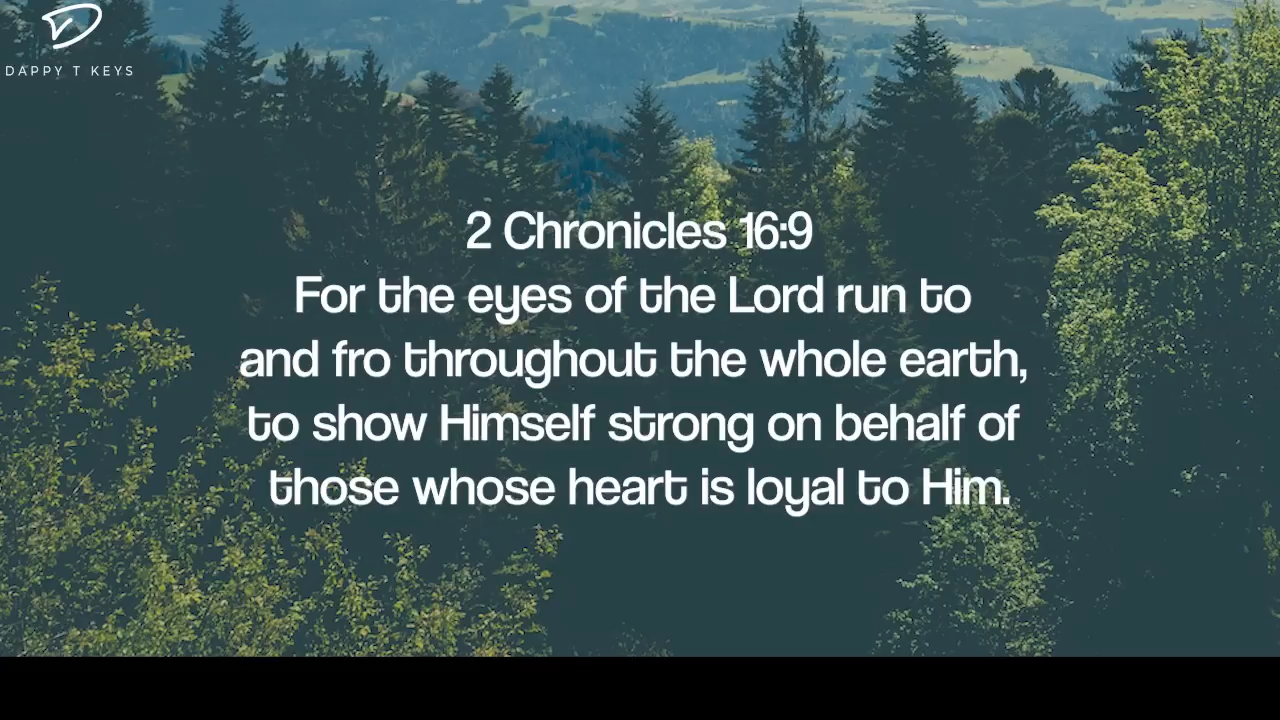 DAPPY T KEYS
2 Chronicles 16:9
For the eyes of the Lord run to
and fro throughout the whole earth,
to show Himself strong on behalf of
those whose heart is loyal to Him.